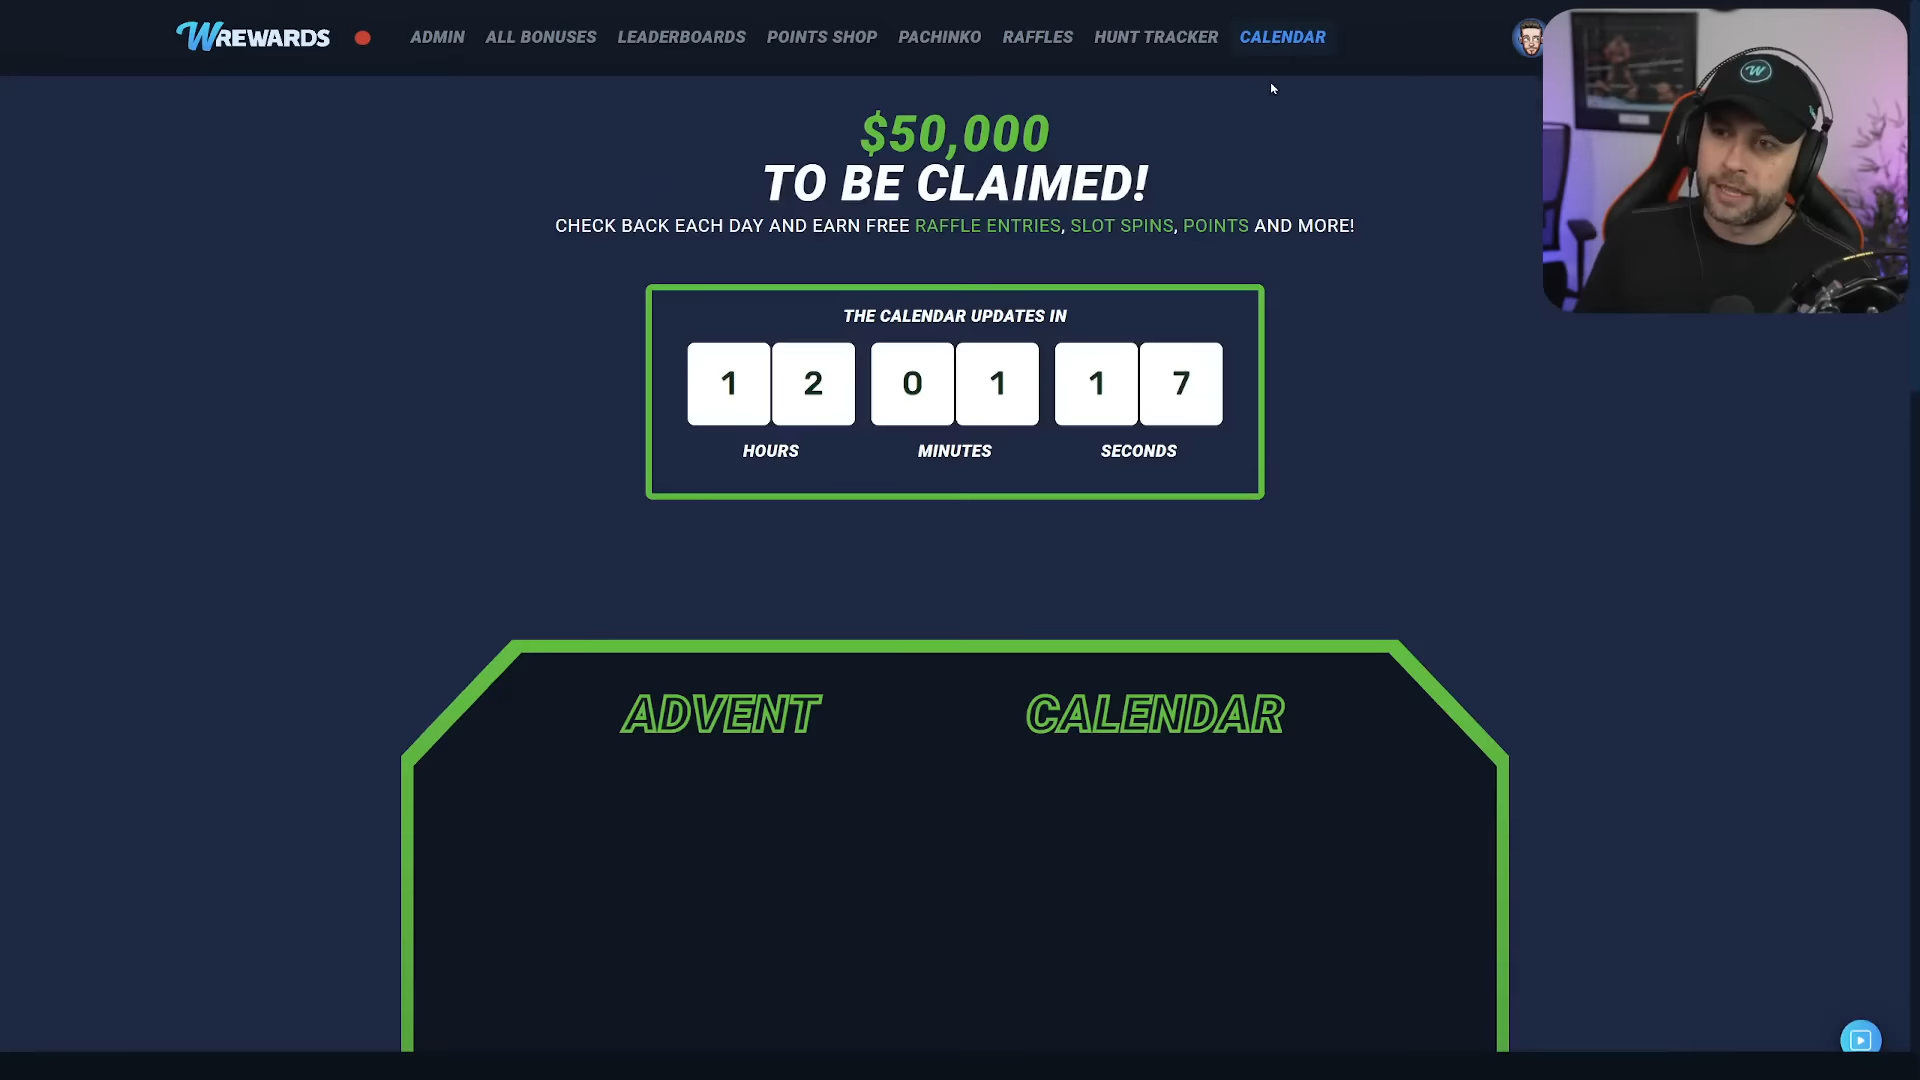 WREWARDS
ADMIN ALL BONUSES LEADERBOARDS POINTS SHOP PACHINKO RAFFLES HUNT TRACKER CALENDAR
W
$50,000
TO BE CLAIMED!
CHECK BACK EACH DAY AND EARN FREE RAFFLE ENTRIES, SLOT SPINS, POINTS AND MORE!
THE CALENDAR UPDATES IN
1 2 0 1 1 7
HOURS MINUTES SECONDS
ADVENT CALENDAR